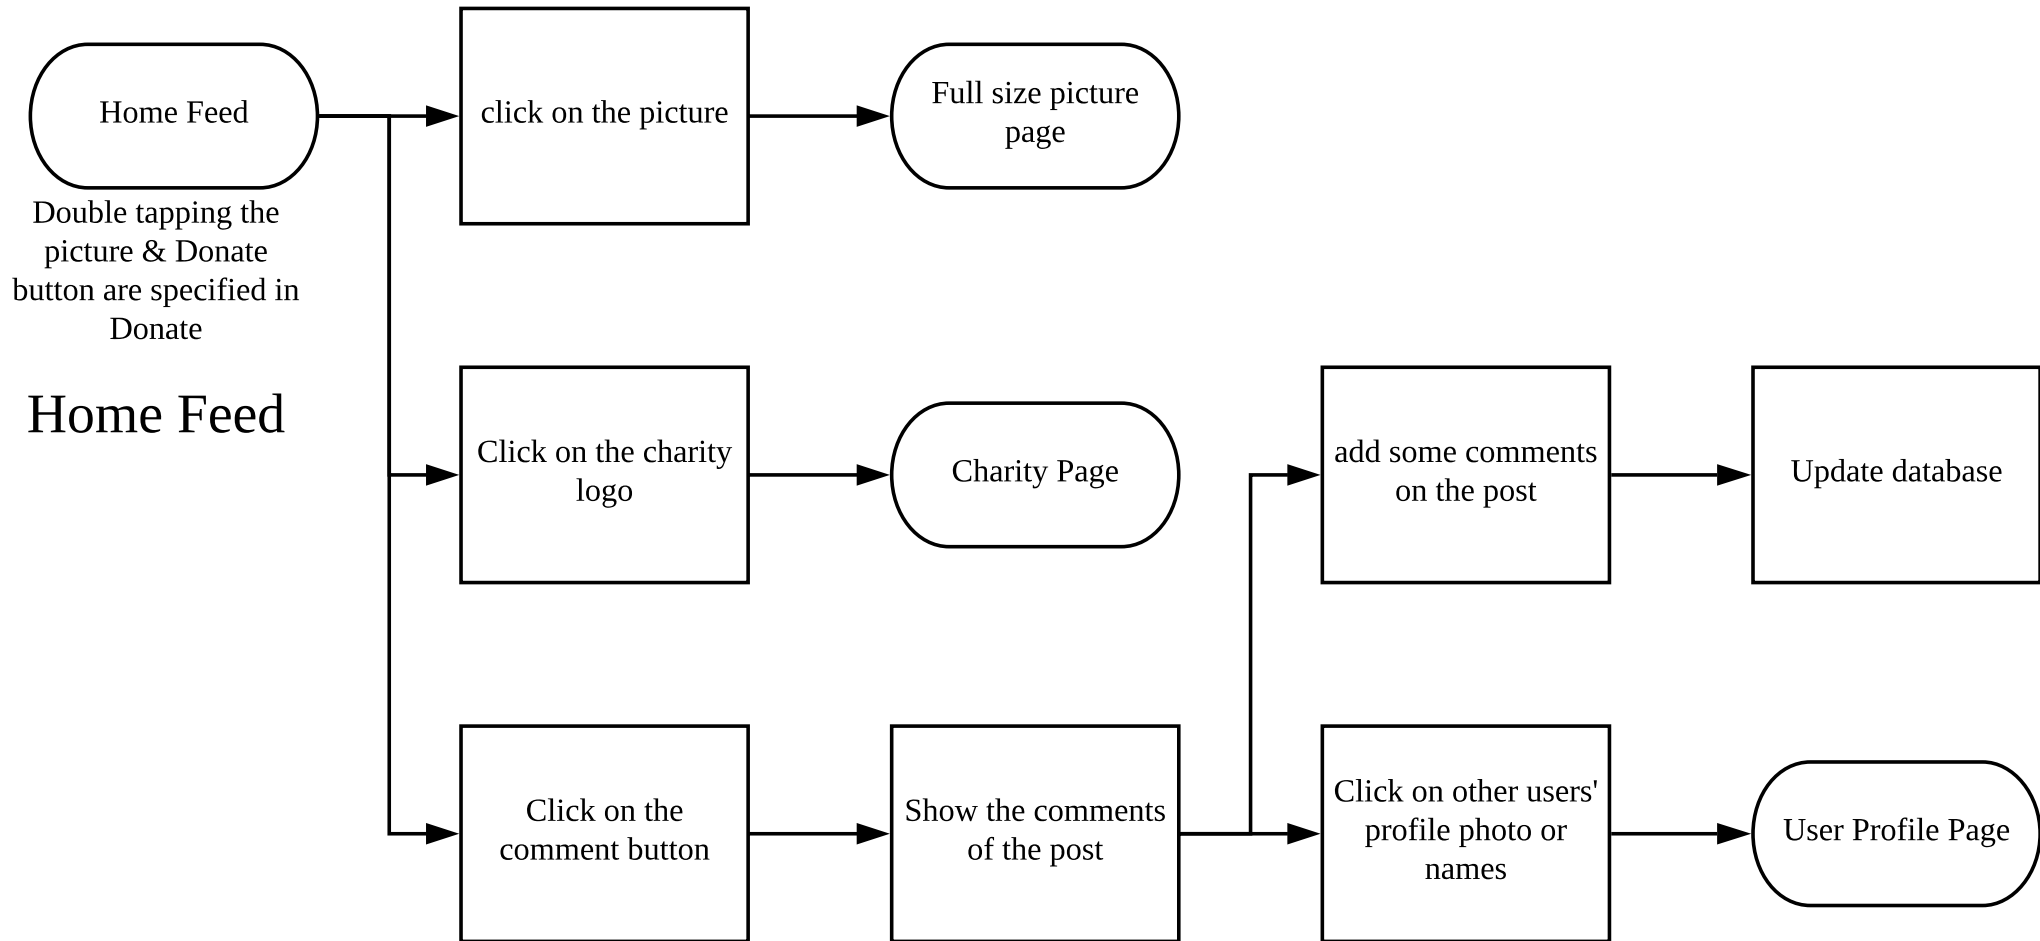 Home Feed
click on the picture
Full size picture
page
Double tapping the
picture & Donate
button are specified in
Donate
Home Feed
Click on the charity
logo
Charity Page
add some comments
on the post
Update database
Click on the
comment button
Show the comments
of the post
Click on other users'
profile photo or
names
User Profile Page